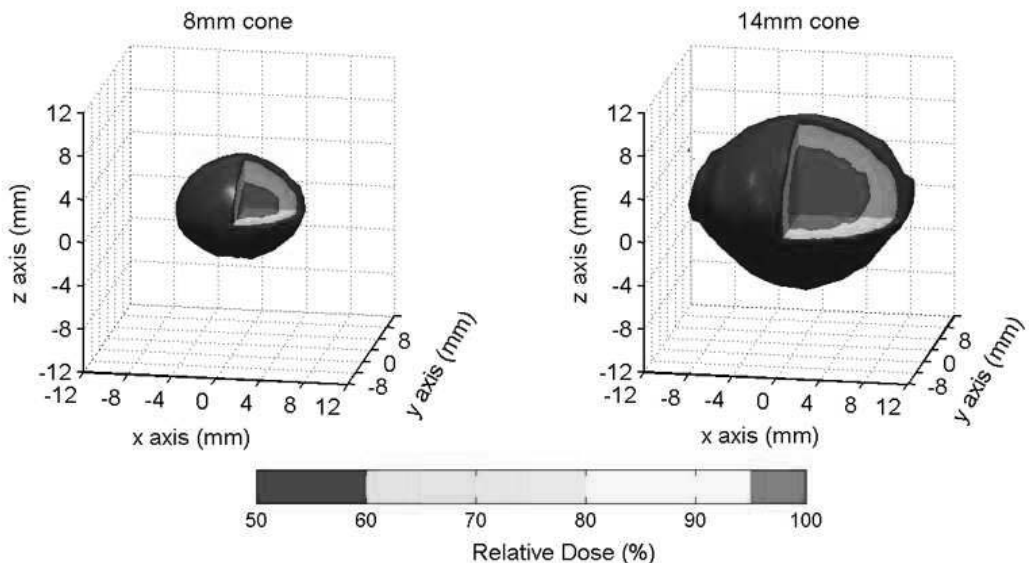 8mm cone
14mm cone
12
8
4
0
-4
-8
-12
z axis (mm)
-12 -8 -4 0 4 8 12
x axis (mm)
-8 0 8
y axis (mm)
12
8
4
0
-4
-8
-12
z axis (mm)
-12 -8 -4 0 4 8 12
x axis (mm)
-8 0 8
y axis (mm)
50 60 70 80 90 100
Relative Dose (%)